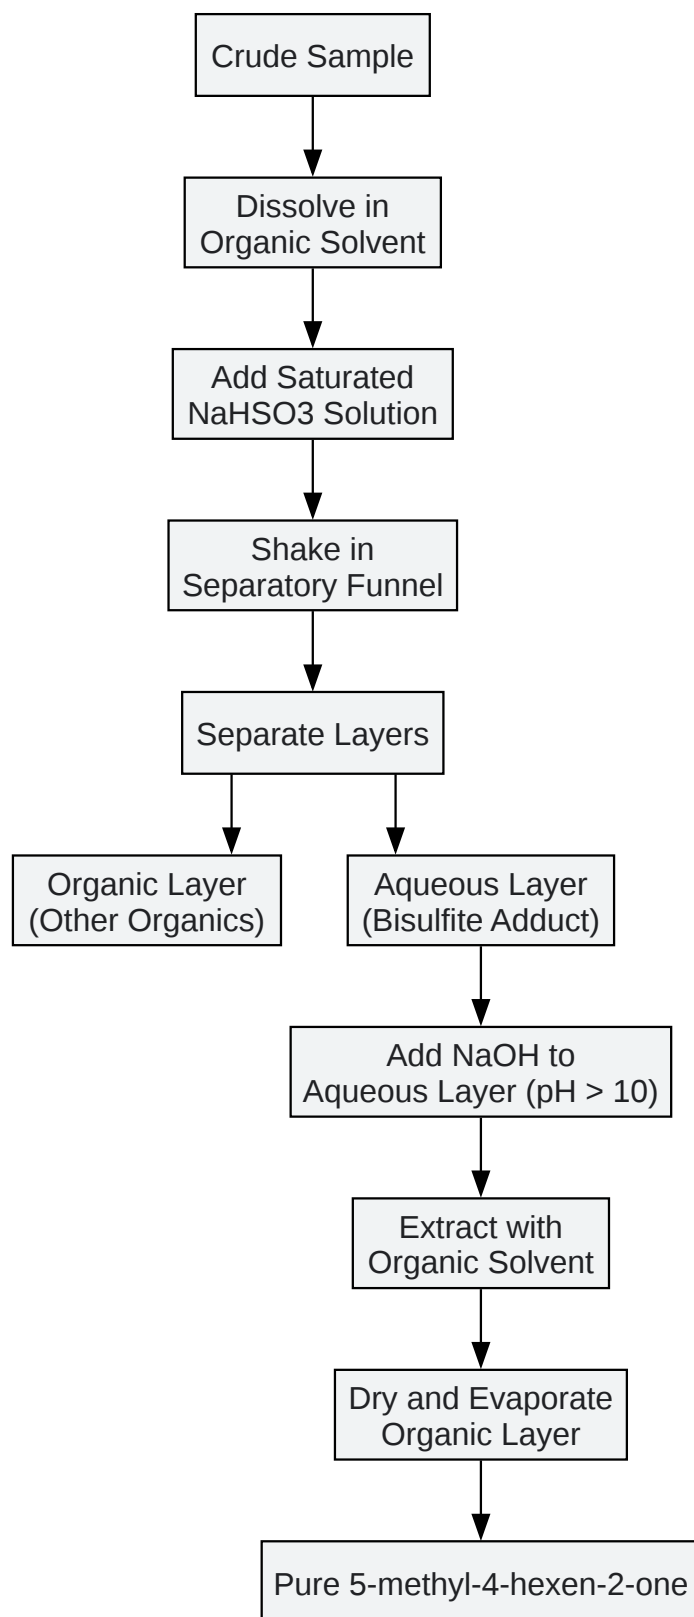 Crude Sample
Dissolve in
Organic Solvent
Add Saturated
NaHSO3 Solution
Shake in
Separatory Funnel
Separate Layers
Organic Layer
(Other Organics)
Aqueous Layer
(Bisulfite Adduct)
Add NaOH to
Aqueous Layer (pH > 10)
Extract with
Organic Solvent
Dry and Evaporate
Organic Layer
Pure 5-methyl-4-hexen-2-one